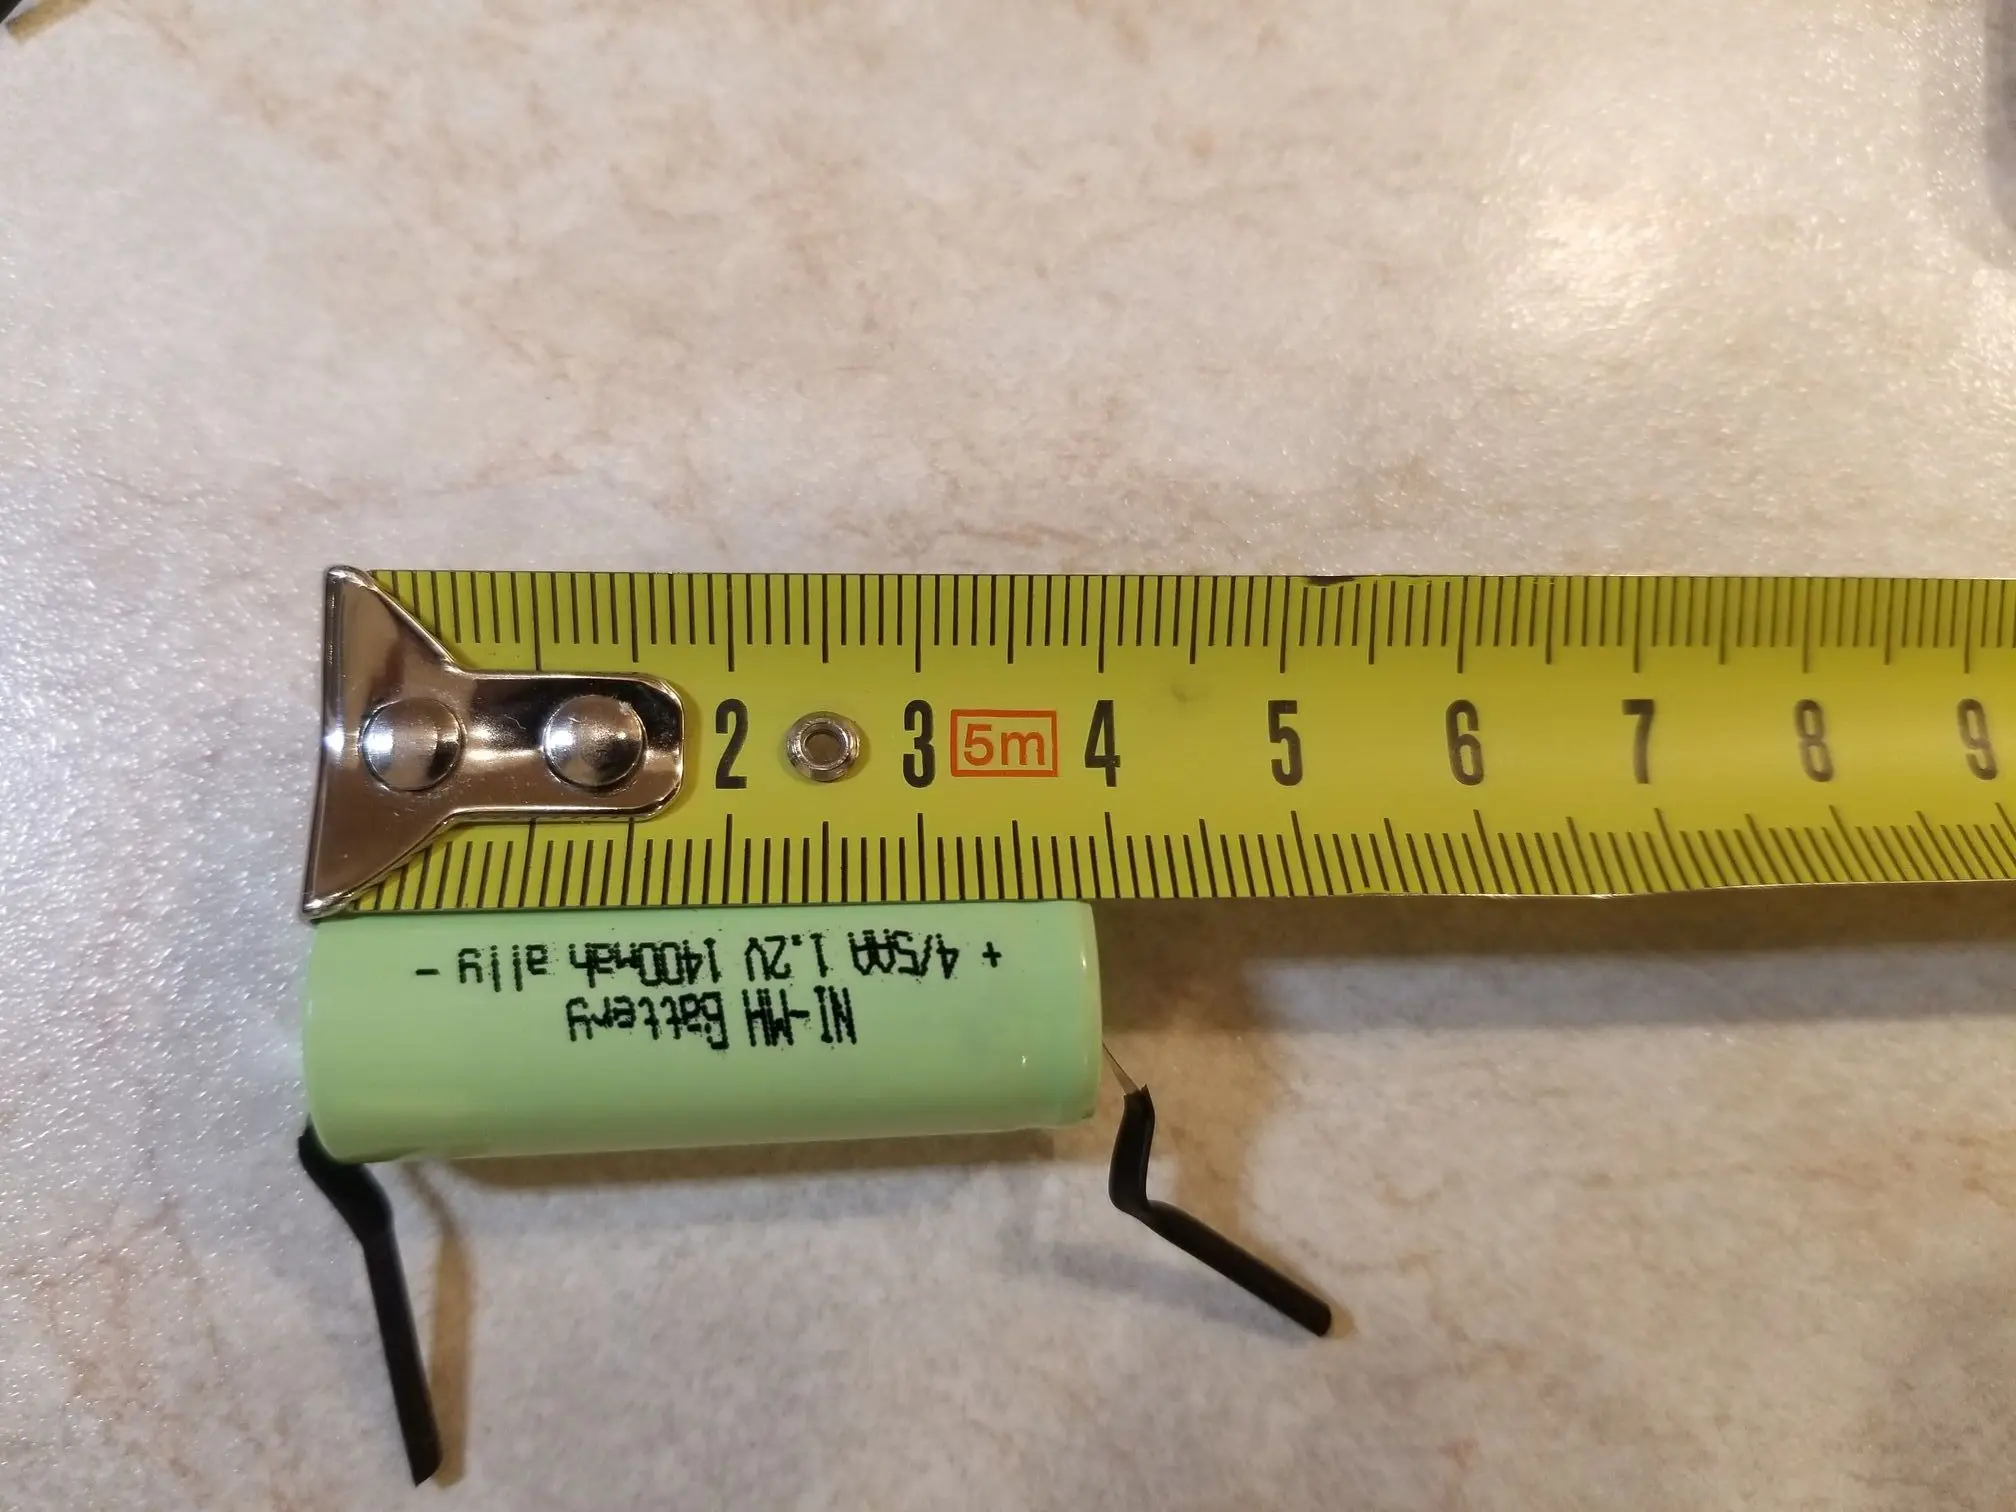 2 3 5m 4 5 6 7 8 9
NI-MH Battery
+ 4/5AA 1.2V 1400mah ally -